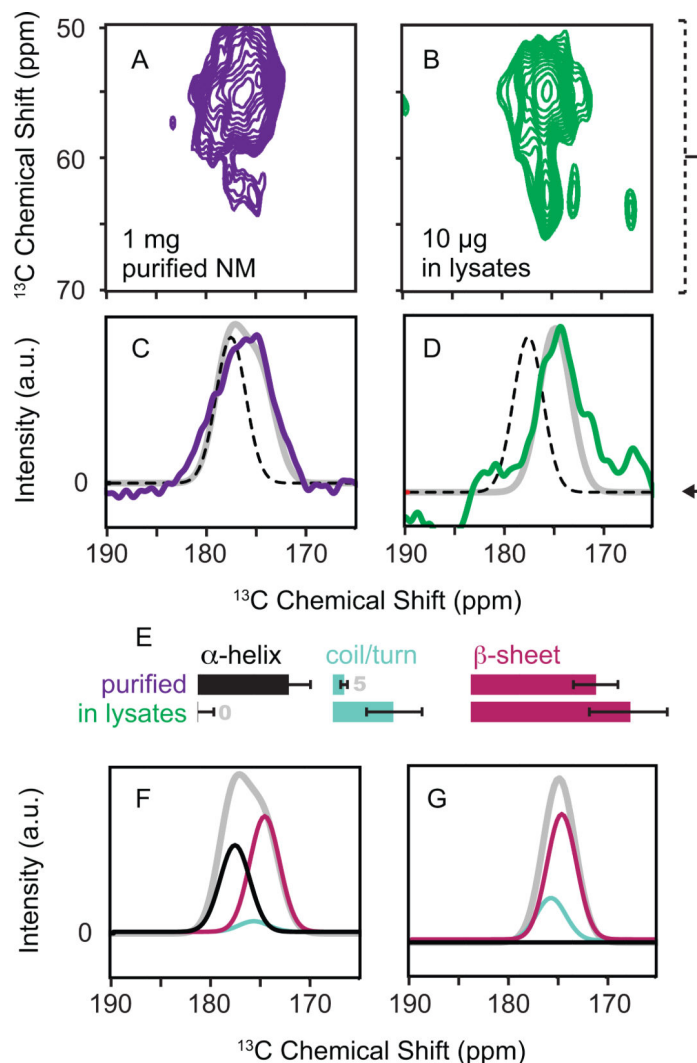 50
60
70
¹³C Chemical Shift (ppm)
A
1 mg
purified NM
B
10 µg
in lysates
Intensity (a.u.)
0
C
D
190 180 170
190 180 170
¹³C Chemical Shift (ppm)
E
α-helix coil/turn β-sheet
purified 5
in lysates 0
Intensity (a.u.)
0
F
G
190 180 170
190 180 170
¹³C Chemical Shift (ppm)